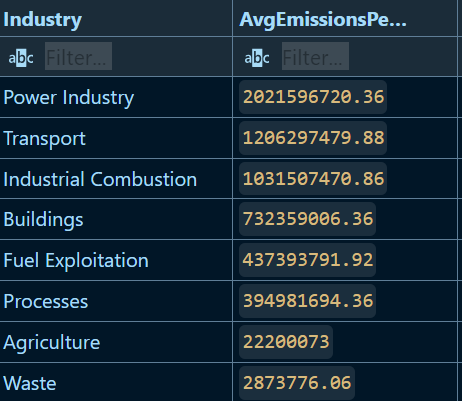 Industry AvgEmissionsPe...
abc Filter... abc Filter...
Power Industry 2021596720.36
Transport 1206297479.88
Industrial Combustion 1031507470.86
Buildings 732359006.36
Fuel Exploitation 437393791.92
Processes 394981694.36
Agriculture 22200073
Waste 2873776.06